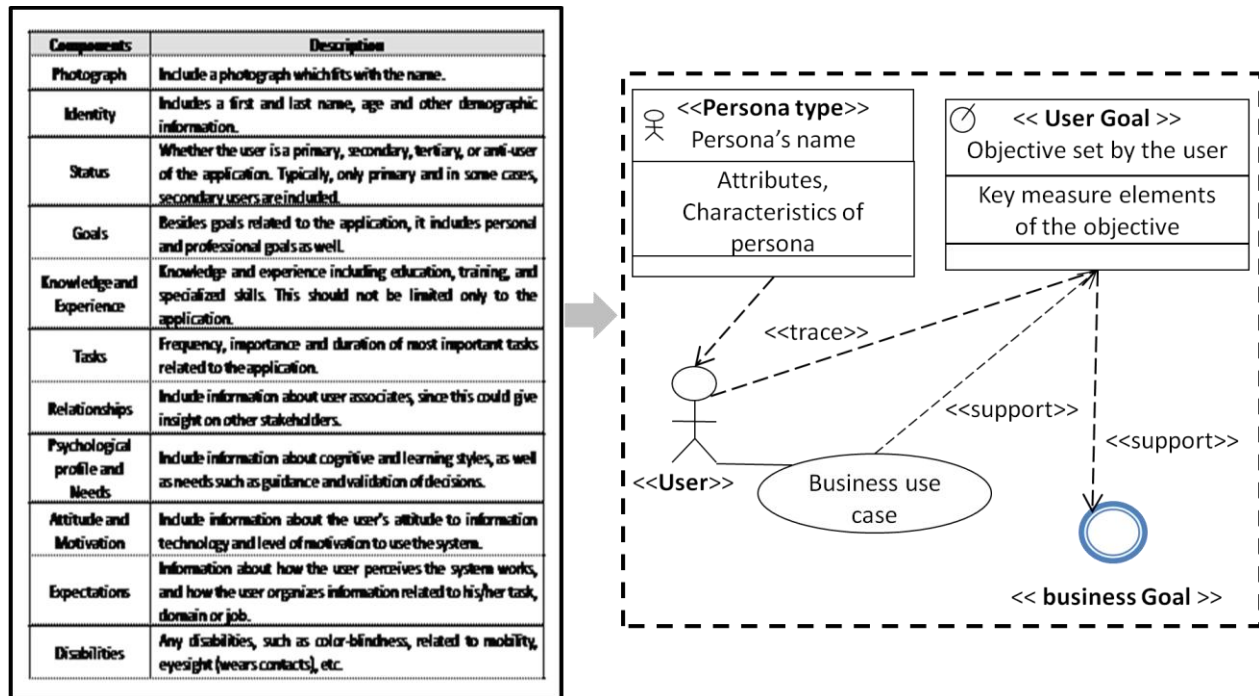 Components Description
Photograph Include a photograph which fits with the name.
Identity Includes a first and last name, age and other demographic
information.
Status Whether the user is a primary, secondary, tertiary, or anti-user
of the application. Typically, only primary and in some cases,
secondary users are included.
Goals Besides goals related to the application, it includes personal
and professional goals as well.
Knowledge and
Experience
Knowledge and experience including education, training, and
specialized skills. This should not be limited only to the
application.
Tasks Frequency, importance and duration of most important tasks
related to the application.
Relationships Include information about user associates, since this could give
insight on other stakeholders.
Psychological
profile and
Needs
Include information about cognitive and learning styles, as well
as needs such as guidance and validation of decisions.
Attitude and
Motivation
Include information about the user's attitude to information
technology and level of motivation to use the system.
Expectations Information about how the user perceives the system works,
and how the user organizes information related to his/her task,
domain or job.
Disabilities Any disabilities, such as color-blindness, related to mobility,
eyesight (wears contacts), etc.
<<Persona type>>
Persona's name
Attributes,
Characteristics of
persona
<< User Goal >>
Objective set by the user
Key measure elements
of the objective
<<trace>>
<<support>>
<<support>>
<<User>>
Business use
case
<< business Goal >>